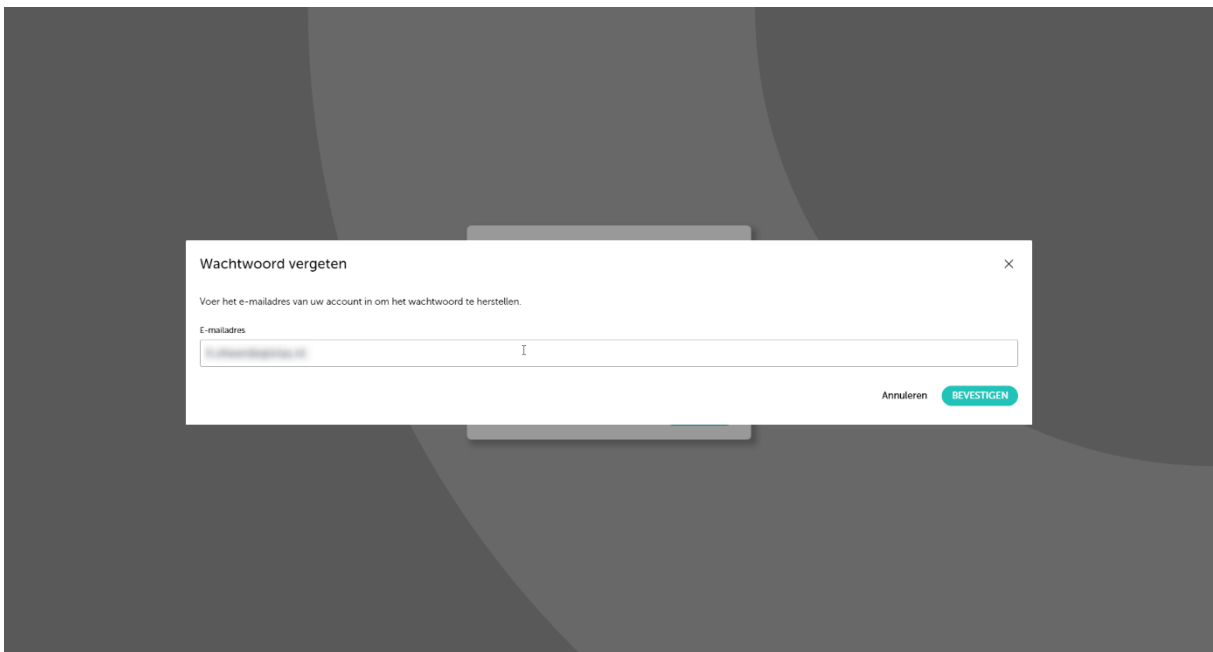 Wachtwoord vergeten
Voer het e-mailadres van uw account in om het wachtwoord te herstellen.
E-mailadres
Annuleren
BEVESTIGEN